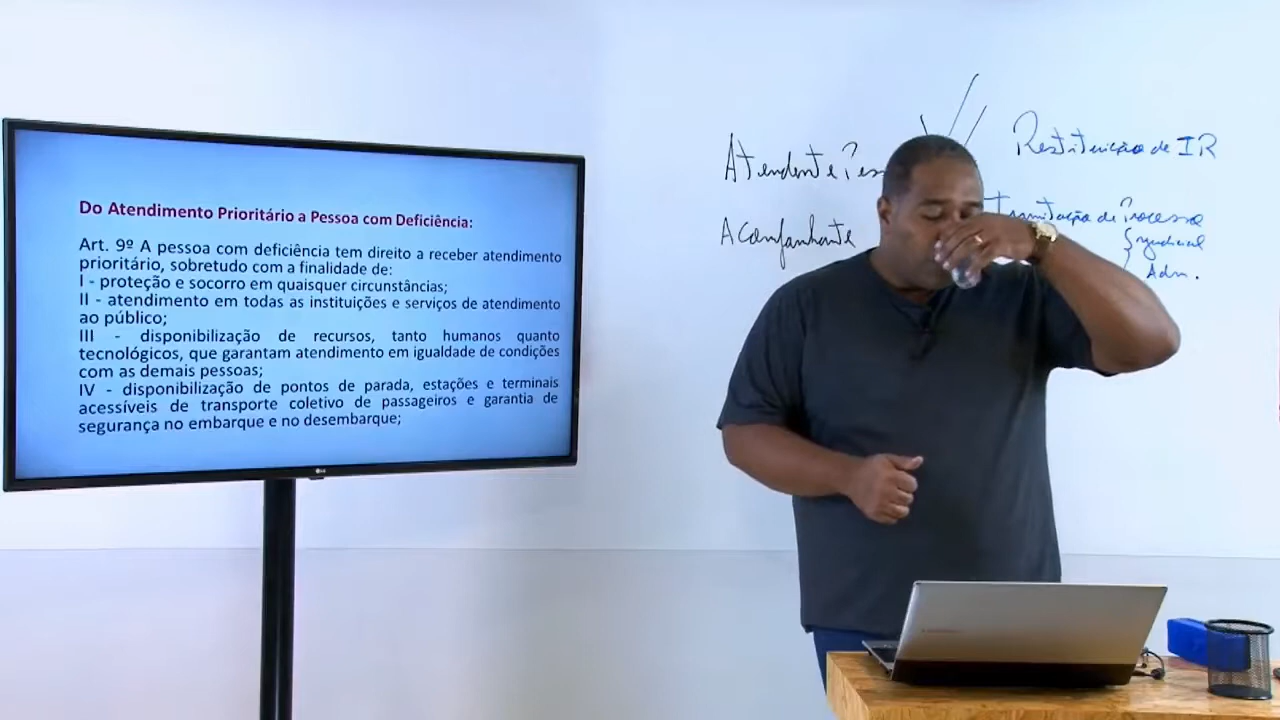 Do Atendimento Prioritário a Pessoa com Deficiência:
Art. 9º A pessoa com deficiência tem direito a receber atendimento
prioritário, sobretudo com a finalidade de:
I - proteção e socorro em quaisquer circunstâncias;
II - atendimento em todas as instituições e serviços de atendimento
ao público;
III - disponibilização de recursos, tanto humanos quanto
tecnológicos, que garantam atendimento em igualdade de condições
com as demais pessoas;
IV - disponibilização de pontos de parada, estações e terminais
acessíveis de transporte coletivo de passageiros e garantia de
segurança no embarque e no desembarque;
LG
Atendente
Acompanhante
Restituição de IR
Tramitação de Processo
Adm.